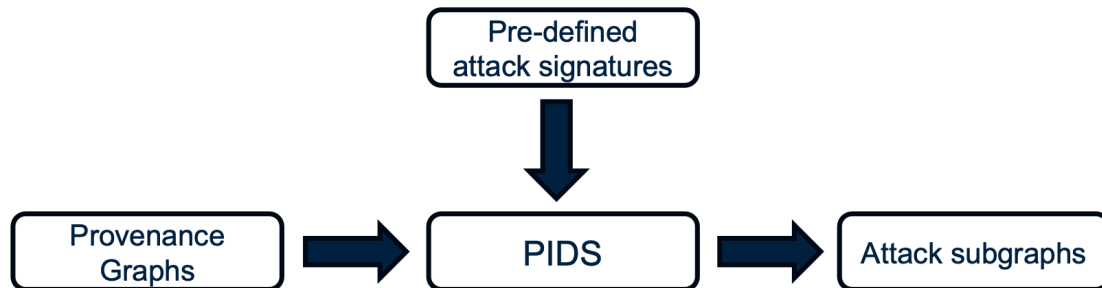 Pre-defined
attack signatures
Provenance
Graphs
PIDS
Attack subgraphs